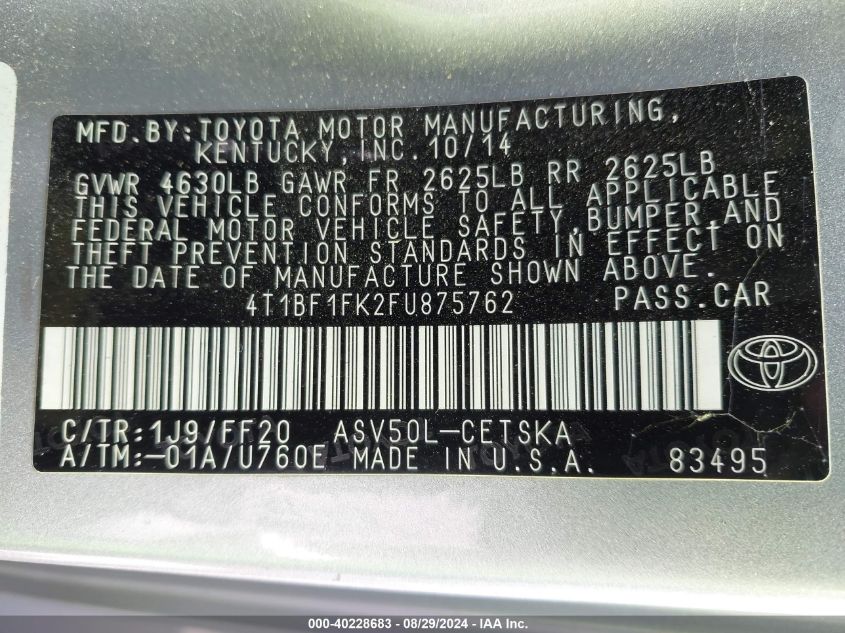 MFD.BY:TOYOTA MOTOR MANUFACTURING,
KENTUCKY,INC.10/14
GVWR 4630LB GAWR FR 2625LB RR 2625LB
THIS VEHICLE CONFORMS TO ALL APPLICABLE
FEDERAL MOTOR VEHICLE SAFETY,BUMPER,AND
THEFT PREVENTION STANDARDS IN EFFECT ON
THE DATE OF MANUFACTURE SHOWN ABOVE.
4T1BF1FK2FU875762 PASS.CAR
C/TR:1J9/FF20 ASV50L-CETSKA
A/TM:-01A/U760E MADE IN U.S.A. 83495
000-40228683 - 08/29/2024 - IAA Inc.